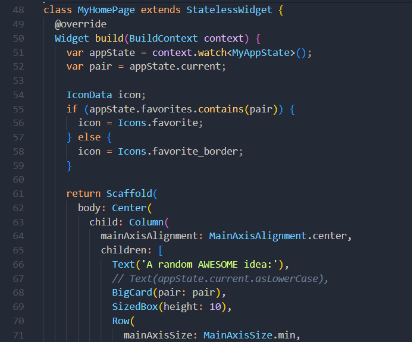 48 class MyHomePage extends StatelessWidget {
49 @override
50 Widget build(BuildContext context) {
51 var appState = context.watch<MyAppState>();
52 var pair = appState.current;
53
54 IconData icon;
55 if (appState.favorites.contains(pair)) {
56 icon = Icons.favorite;
57 } else {
58 icon = Icons.favorite_border;
59 }
60
61 return Scaffold(
62 body: Center(
63 child: Column(
64 mainAxisAlignment: MainAxisAlignment.center,
65 children: [
66 Text('A random AWESOME idea:'),
67 // Text(appState.current.asLowerCase),
68 BigCard(pair: pair),
69 SizedBox(height: 10),
70 Row(
71 mainAxisSize: MainAxisSize.min,